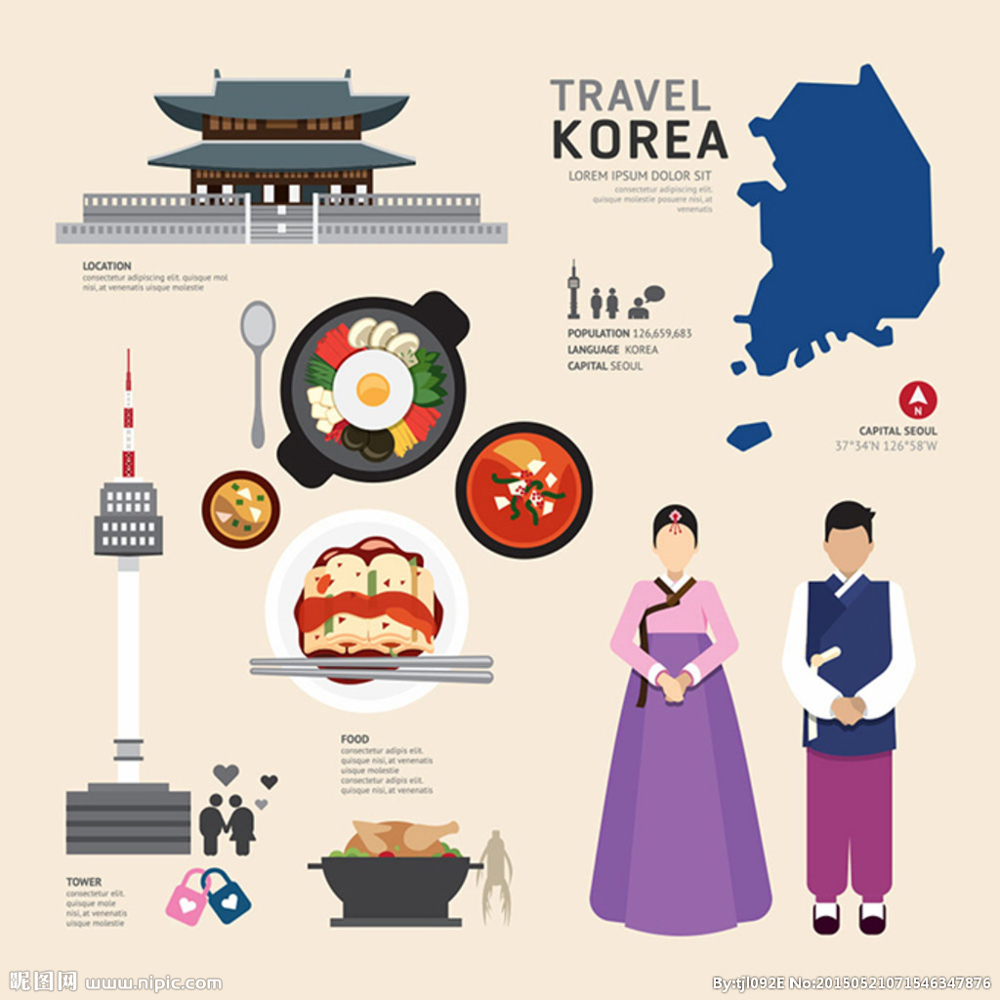 TRAVEL
KOREA
LOREM IPSUM DOLOR SIT
consectetur adipiscing elit.
quisque molestie posuere nisi, at
venenatis
LOCATION
consectetur adipiscing elit. quisque mol
nisi, at venenatis uisque molestie
POPULATION 126,659,683
LANGUAGE KOREA
CAPITAL SEOUL
N
CAPITAL SEOUL
37°34'N 126°58'W
FOOD
consectetur adipis elit.
quisque nisi, at venenatis
uisque molestie
consectetur adipis elit.
quisque nisi, at venenatis
TOWER
consectetur elit.
quisque mole
nisi, at venenatis
uisque molestie
昵图网 www.nipic.com
By:tjl092E No:20150521071546347876